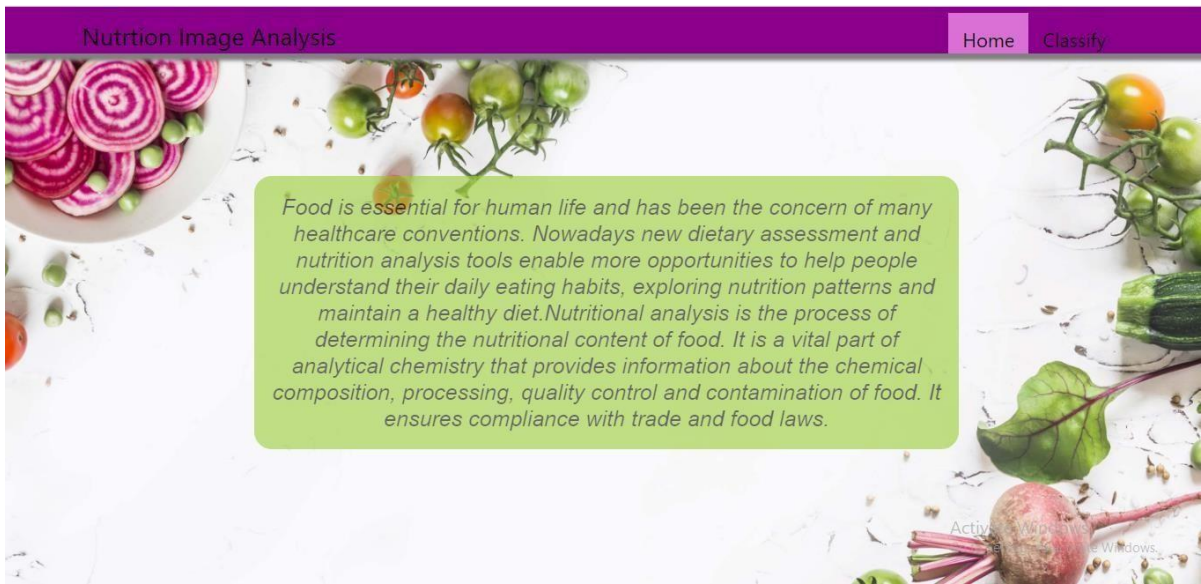 Nutrtion Image Analysis
Home Classify
Food is essential for human life and has been the concern of many
healthcare conventions. Nowadays new dietary assessment and
nutrition analysis tools enable more opportunities to help people
understand their daily eating habits, exploring nutrition patterns and
maintain a healthy diet.Nutritional analysis is the process of
determining the nutritional content of food. It is a vital part of
analytical chemistry that provides information about the chemical
composition, processing, quality control and contamination of food. It
ensures compliance with trade and food laws.
Activate Windows
Windows.